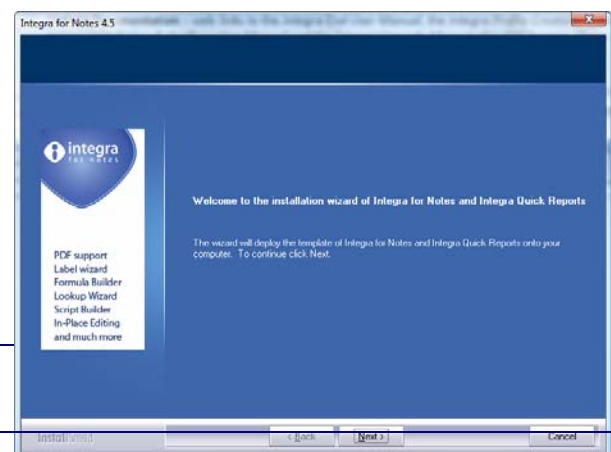 Integra for Notes 4.5
integra
for notes
Welcome to the installation wizard of Integra for Notes and Integra Quick Reports
The wizard will deploy the template of Integra for Notes and Integra Quick Reports onto your
computer. To continue click Next.
PDF support
Label wizard
Formula Builder
Lookup Wizard
Script Builder
In-Place Editing
and much more
InstallShield
< Back
Next >
Cancel